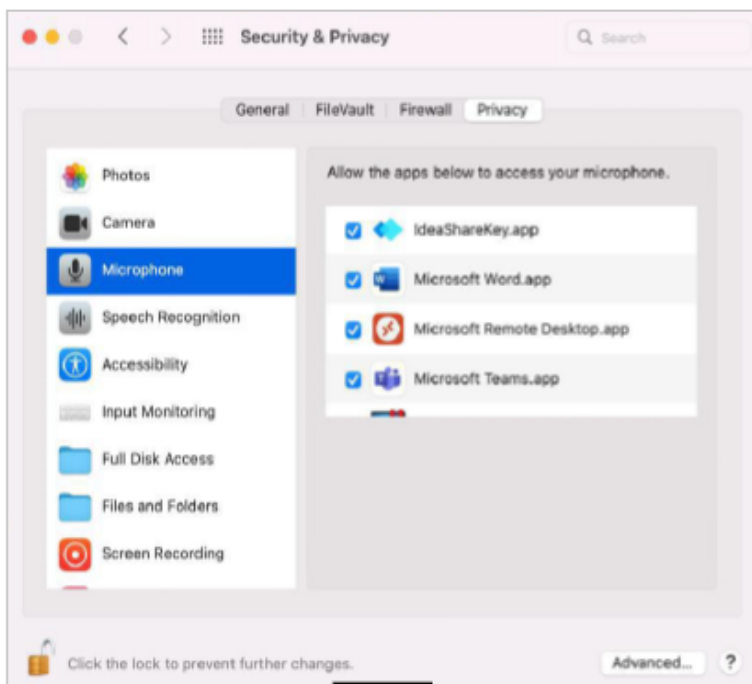 Security & Privacy
Search
General
FileVault
Firewall
Privacy
Photos
Camera
Microphone
Speech Recognition
Accessibility
Input Monitoring
Full Disk Access
Files and Folders
Screen Recording
Allow the apps below to access your microphone.
IdeaShareKey.app
Microsoft Word.app
Microsoft Remote Desktop.app
Microsoft Teams.app
Click the lock to prevent further changes.
Advanced...
?